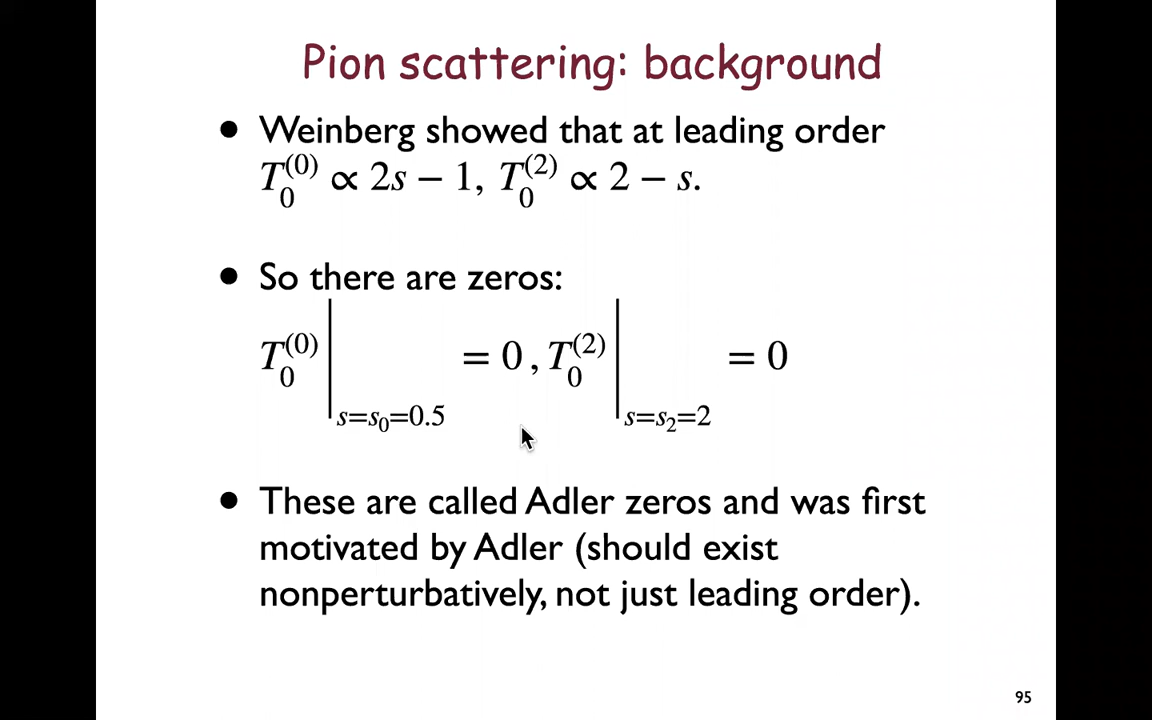 Pion scattering: background
• Weinberg showed that at leading order
T₀⁽⁰⁾ ∝ 2s − 1, T₀⁽²⁾ ∝ 2 − s.
• So there are zeros:
T₀⁽⁰⁾|ₛ₌ₛ₀₌₀.₅ = 0, T₀⁽²⁾|ₛ₌ₛ₂₌₂ = 0
• These are called Adler zeros and was first
motivated by Adler (should exist
nonperturbatively, not just leading order).
95